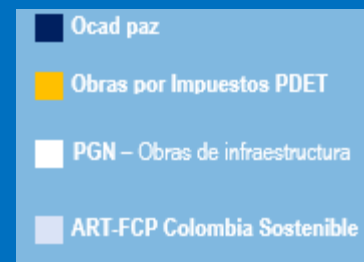 Ocad paz
Obras por Impuestos PDET
PGN – Obras de infraestructura
ART-FCP Colombia Sostenible